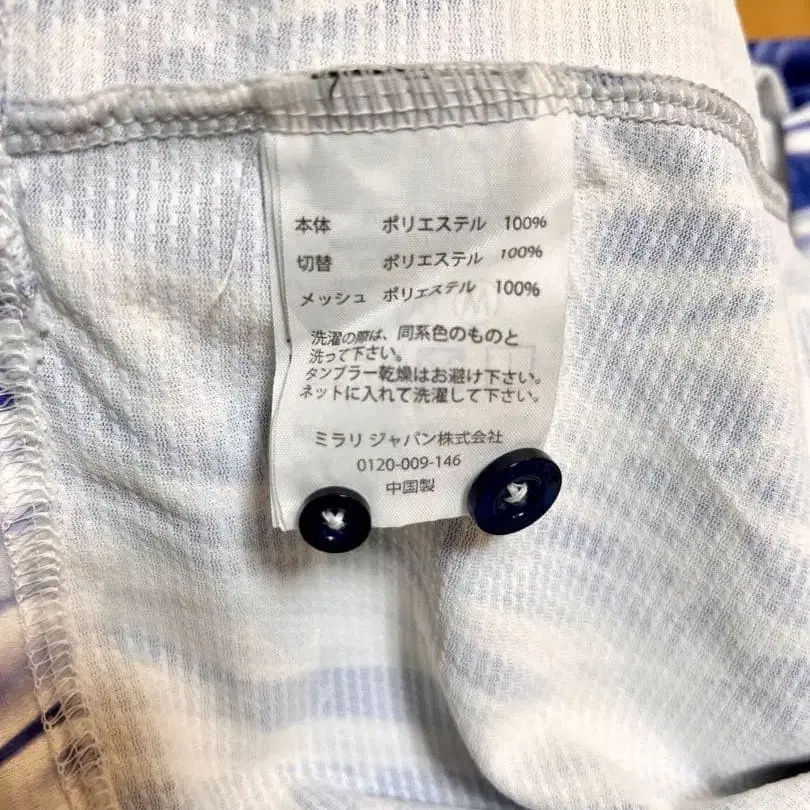 本体 ポリエステル 100%
切替 ポリエステル 100%
メッシュ ポリエステル 100%
洗濯の際は、同系色のものと
洗って下さい。
タンブラー乾燥はお避け下さい。
ネットに入れて洗濯して下さい。
ミラリ ジャパン株式会社
0120-009-146
中国製